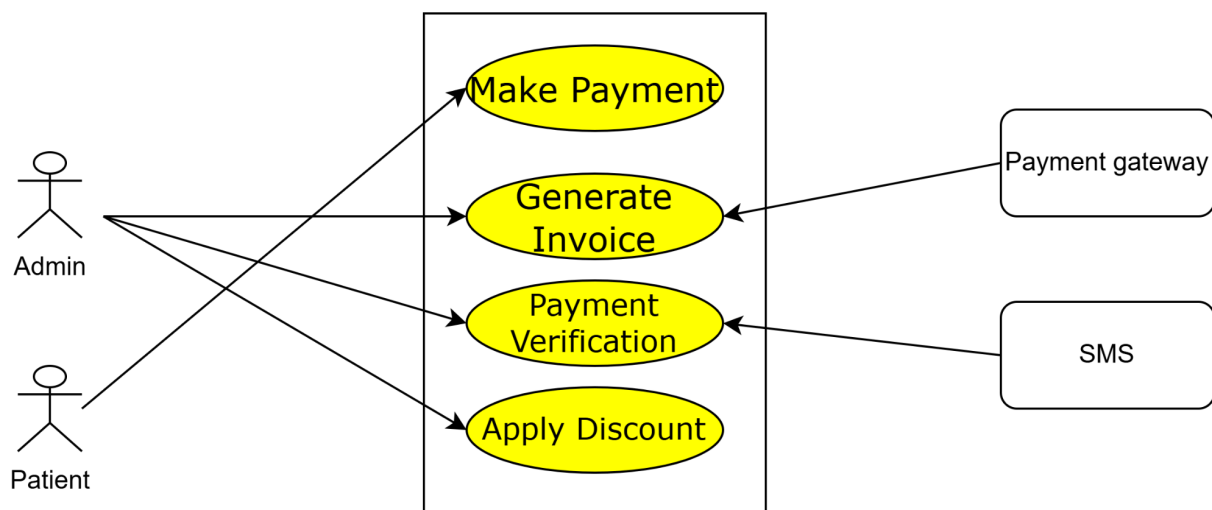 Make Payment
Payment gateway
Generate
Invoice
Admin
Payment
Verification
SMS
Apply Discount
Patient